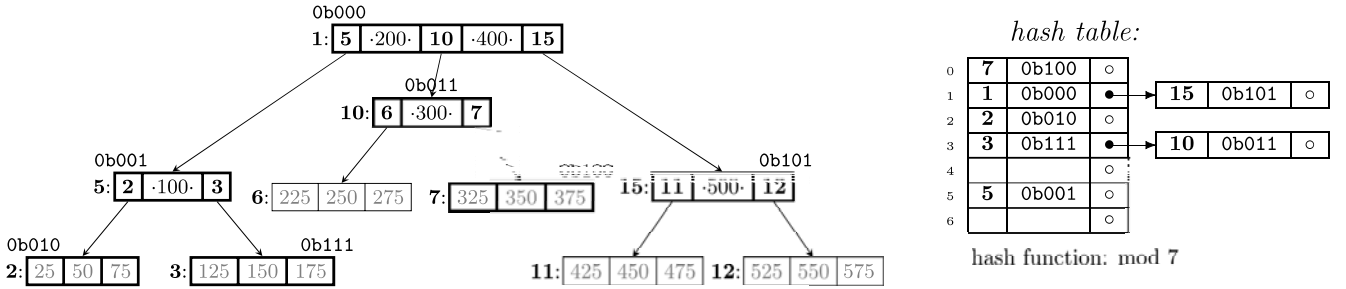 0b000
1: 5 ·200· 10 ·400· 15
0b011
10: 6 ·300· 7
0b001
5: 2 ·100· 3
6: 225 250 275
0b100
7: 325 350 375
0b101
15: 11 ·500· 12
0b010
2: 25 50 75
0b111
3: 125 150 175
11: 425 450 475
12: 525 550 575
hash table:
0 7 0b100
1 1 0b000 15 0b101
2 2 0b010
3 3 0b111 10 0b011
4
5 5 0b001
6
hash function: mod 7